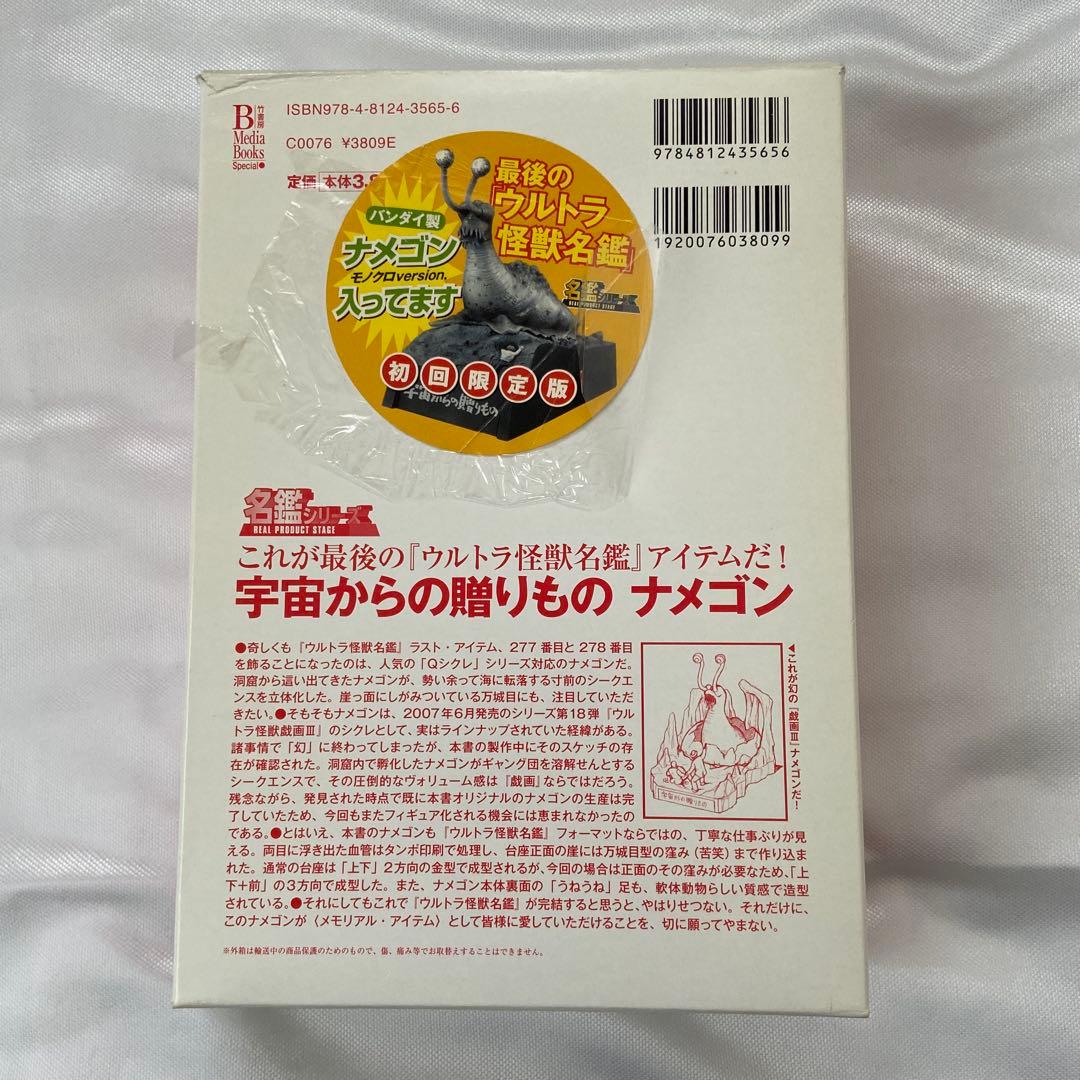 B
竹書房
Media
Books
Special●
ISBN978-4-8124-3565-6
C0076 ¥3809E
定価 本体3.8
9784812435656
1920076038099
最後の
『ウルトラ
怪獣名鑑』
バンダイ製
ナメゴン
モノクロversion.
入ってます
名鑑シリーズ
REAL PRODUCT STAGE
初回限定版
宇宙からの贈りもの
名鑑シリーズ
REAL PRODUCT STAGE
これが最後の『ウルトラ怪獣名鑑』アイテムだ！
宇宙からの贈りもの ナメゴン
●奇しくも『ウルトラ怪獣名鑑』ラスト・アイテム、277番目と278番目
を飾ることになったのは、人気の「Qシクレ」シリーズ対応のナメゴンだ。
洞窟から這い出てきたナメゴンが、勢い余って海に転落する寸前のシークエ
ンスを立体化した。崖っ面にしがみついている万城目にも、注目していただ
きたい。●そもそもナメゴンは、2007年6月発売のシリーズ第18弾『ウル
トラ怪獣戯画Ⅲ』のシクレとして、実はラインナップされていた経緯がある。
諸事情で「幻」に終わってしまったが、本書の製作中にそのスケッチの存
在が確認された。洞窟内で孵化したナメゴンがギャング団を溶解せんとする
シークエンスで、その圧倒的なヴォリューム感は『戯画』ならではだろう。
残念ながら、発見された時点で既に本書オリジナルのナメゴンの生産は完
了していたため、今回もまたフィギュア化される機会には恵まれなかったの
である。●とはいえ、本書のナメゴンも『ウルトラ怪獣名鑑』フォーマットならではの、丁寧な仕事ぶりが見
える。両目に浮き出た血管はタンポ印刷で処理し、台座正面の崖には万城目型の窪み（苦笑）まで作り込ま
れた。通常の台座は「上下」2方向の金型で成型されるが、今回の場合は正面のその窪みが必要なため、「上
下＋前」の3方向で成型した。また、ナメゴン本体裏面の「うねうね」足も、軟体動物らしい質感で造型
されている。●それにしてもこれで『ウルトラ怪獣名鑑』が完結すると思うと、やはりせつない。それだけに、
このナメゴンが〈メモリアル・アイテム〉として皆様に愛していただけることを、切に願ってやまない。
◀これが幻の『戯画Ⅲ』ナメゴンだ！
宇宙からの贈りもの
※外箱は輸送中の商品保護のためのもので、傷、痛み等でお取替えすることはできません。